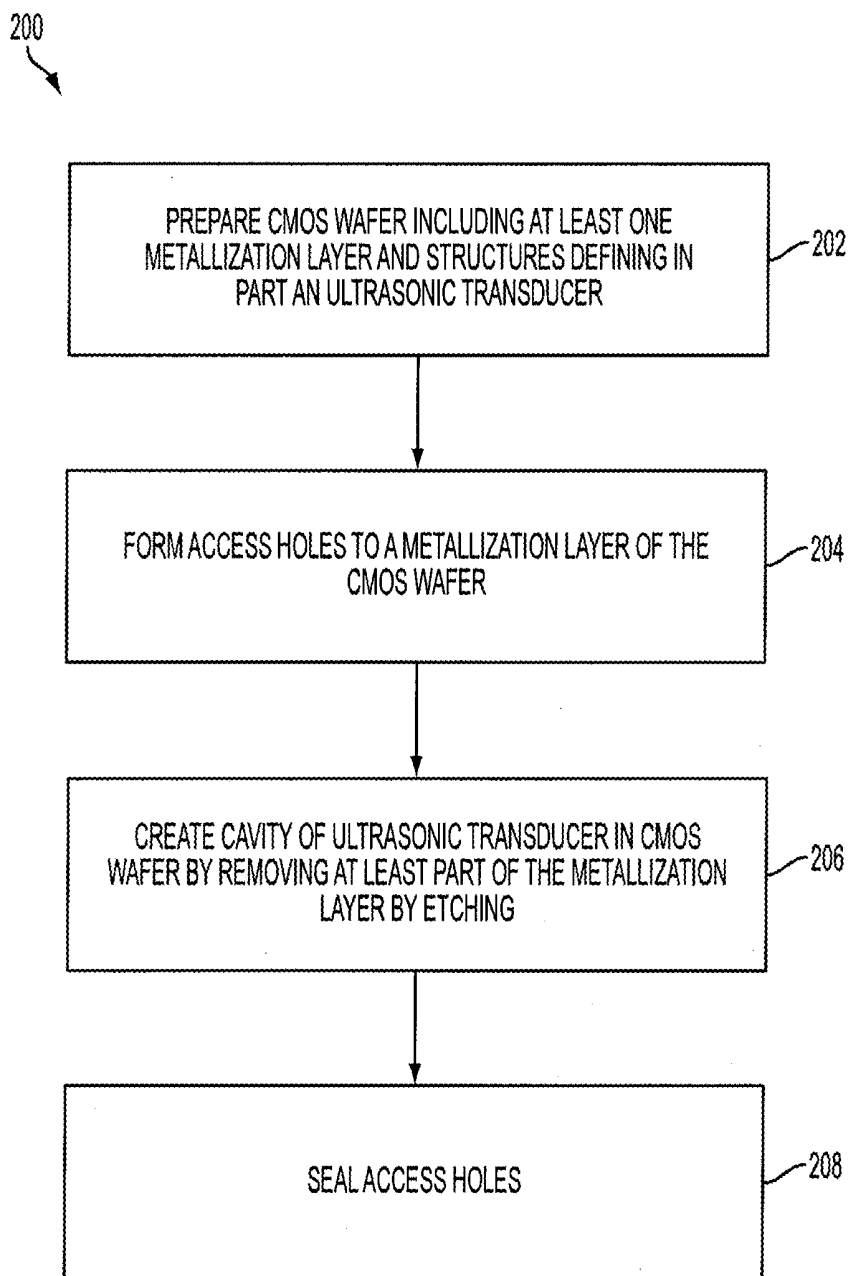 200
PREPARE CMOS WAFER INCLUDING AT LEAST ONE
METALLIZATION LAYER AND STRUCTURES DEFINING IN
PART AN ULTRASONIC TRANSDUCER
202
FORM ACCESS HOLES TO A METALLIZATION LAYER OF THE
CMOS WAFER
204
CREATE CAVITY OF ULTRASONIC TRANSDUCER IN CMOS
WAFER BY REMOVING AT LEAST PART OF THE METALLIZATION
LAYER BY ETCHING
206
SEAL ACCESS HOLES
208